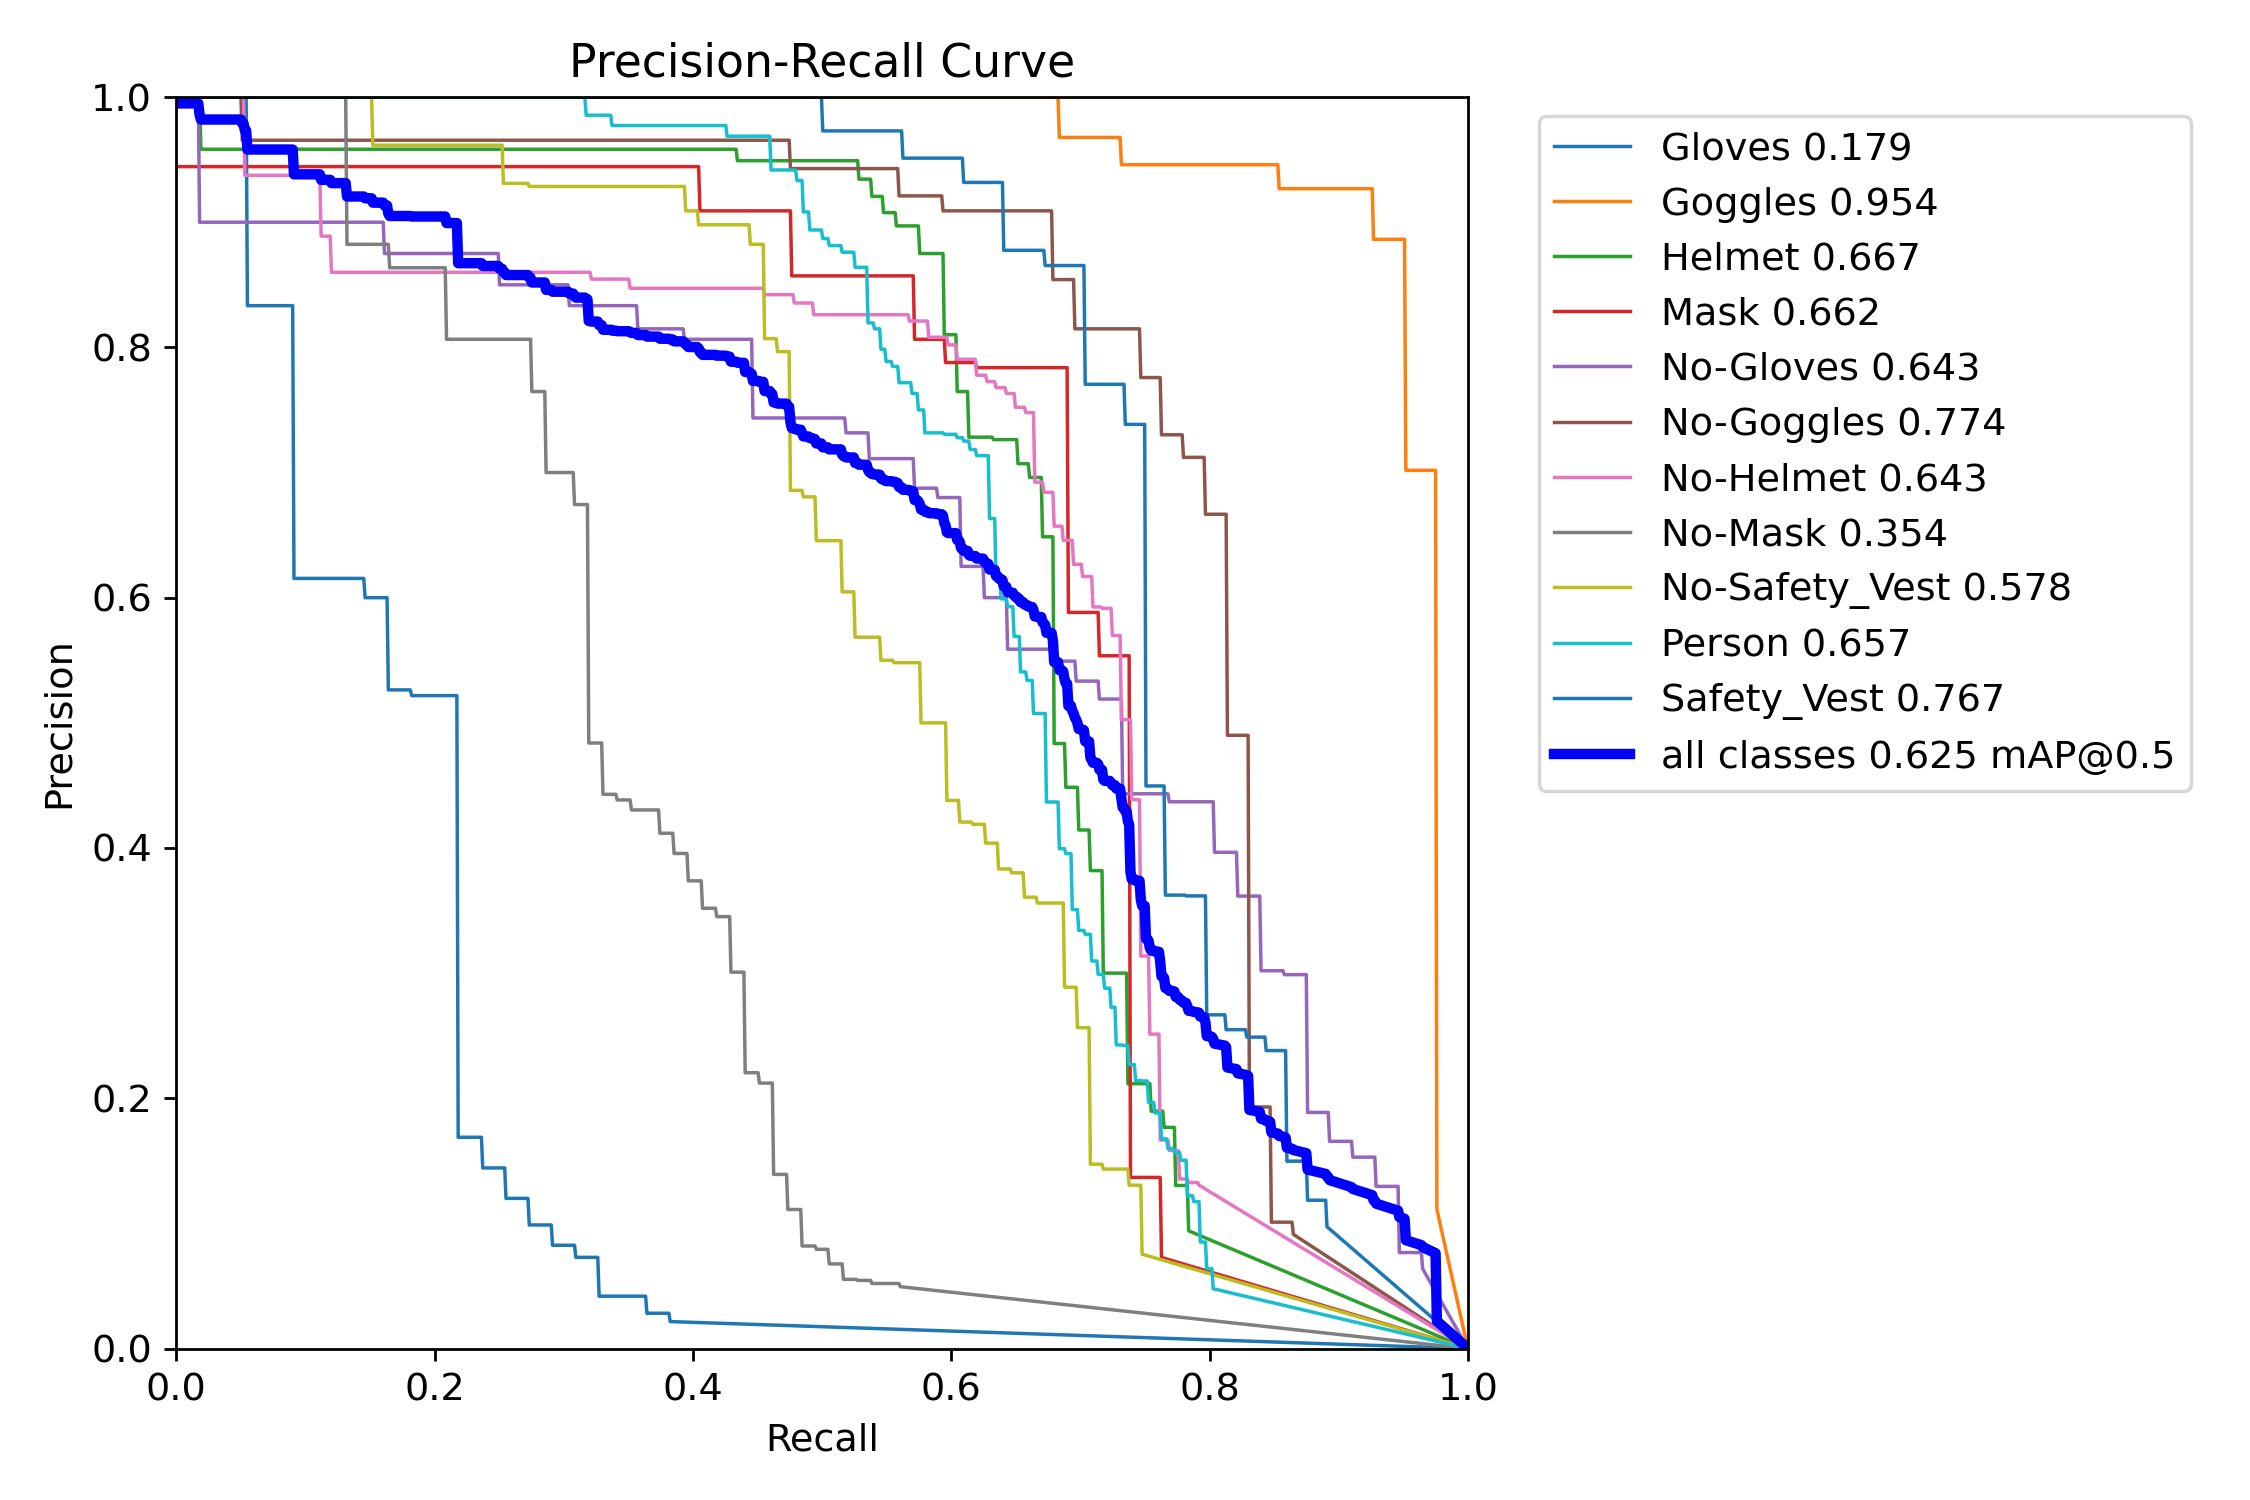 Precision-Recall Curve
1.0
0.8
0.6
0.4
0.2
0.0
Precision
0.0 0.2 0.4 0.6 0.8 1.0
Recall
Gloves 0.179
Goggles 0.954
Helmet 0.667
Mask 0.662
No-Gloves 0.643
No-Goggles 0.774
No-Helmet 0.643
No-Mask 0.354
No-Safety_Vest 0.578
Person 0.657
Safety_Vest 0.767
all classes 0.625 mAP@0.5